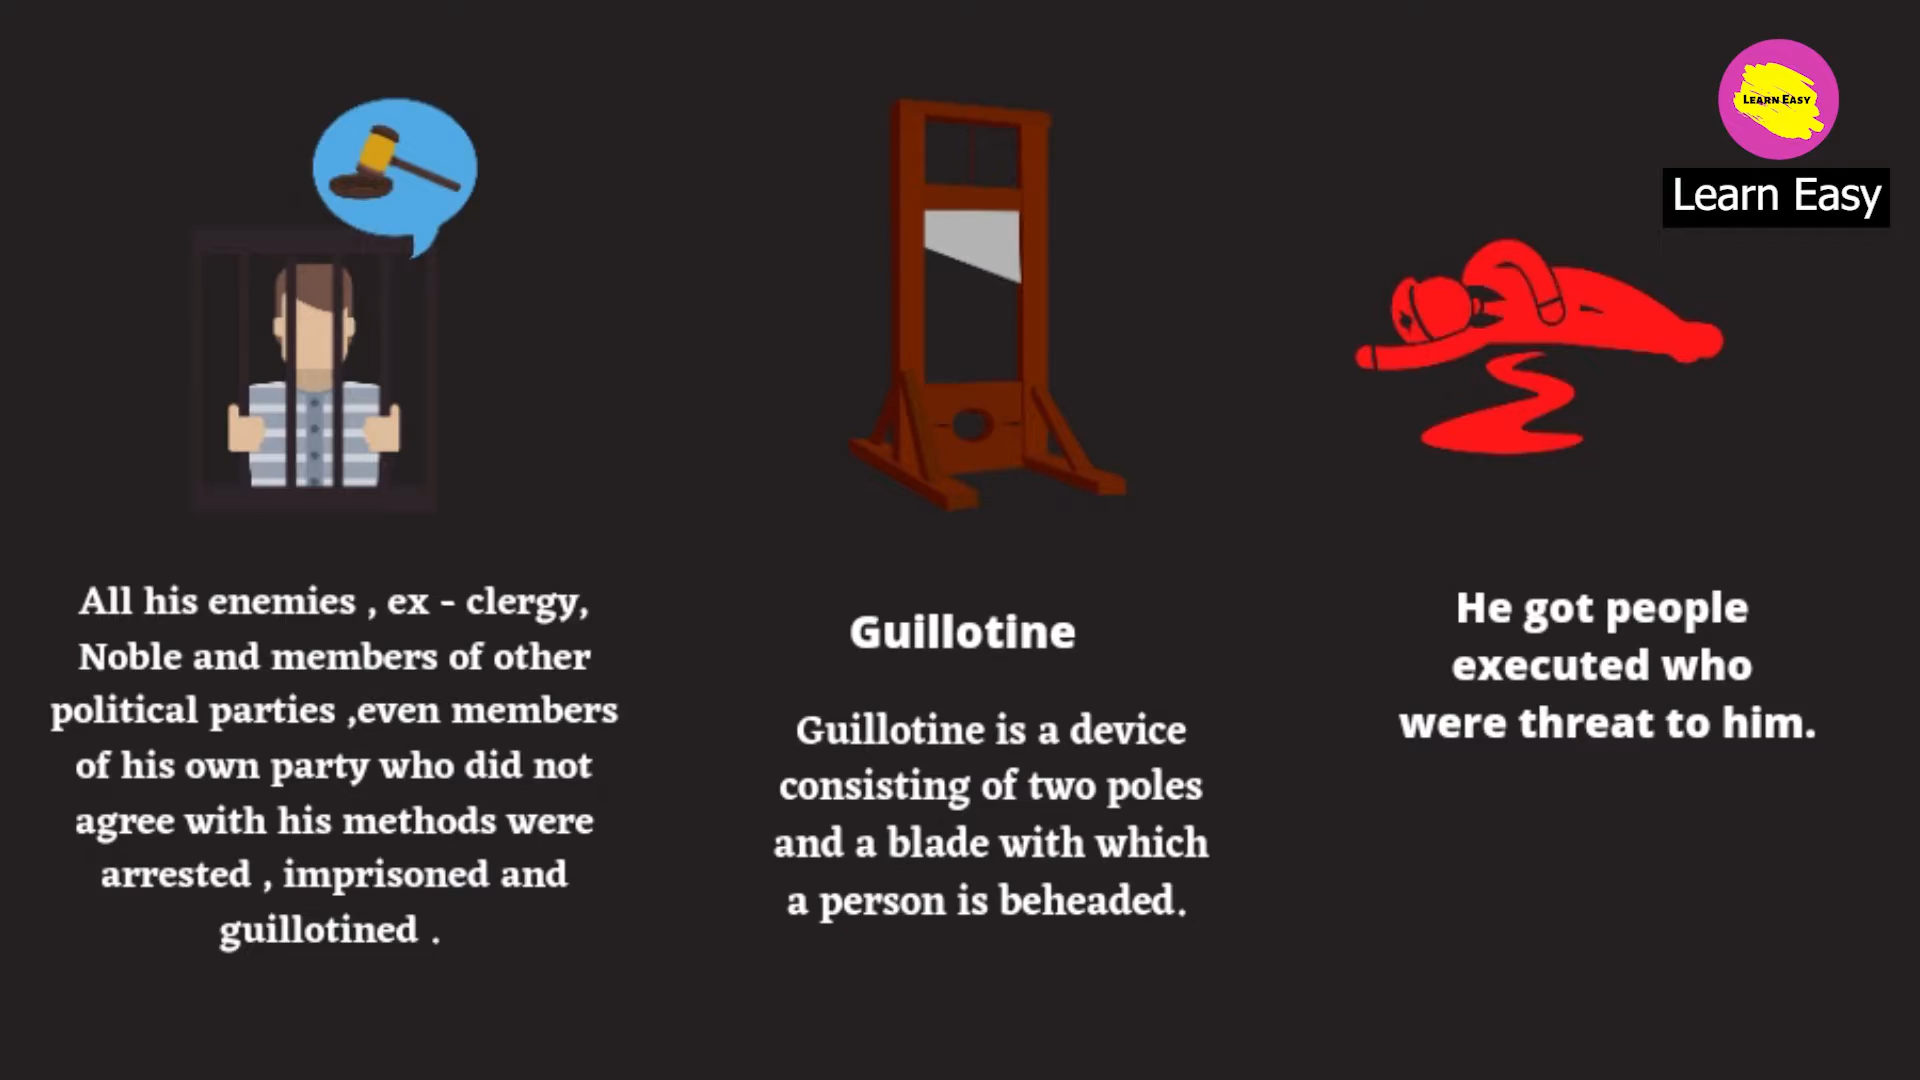 LEARN EASY
Learn Easy
All his enemies , ex - clergy,
Noble and members of other
political parties ,even members
of his own party who did not
agree with his methods were
arrested , imprisoned and
guillotined .
Guillotine
Guillotine is a device
consisting of two poles
and a blade with which
a person is beheaded.
He got people
executed who
were threat to him.